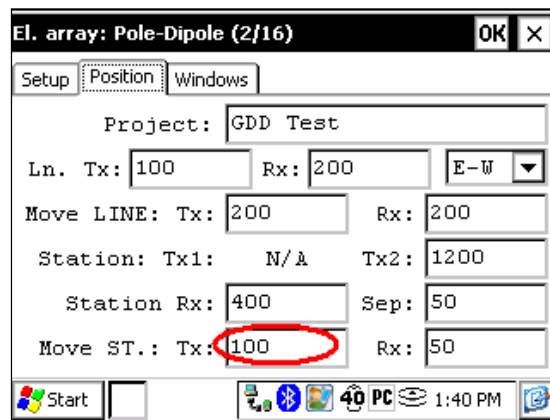 El. array: Pole-Dipole (2/16) OK ×
Setup Position Windows
Project: GDD Test
Ln. Tx: 100 Rx: 200 E-W
Move LINE: Tx: 200 Rx: 200
Station: Tx1: N/A Tx2: 1200
Station Rx: 400 Sep: 50
Move ST.: Tx: 100 Rx: 50
Start 40 PC 1:40 PM